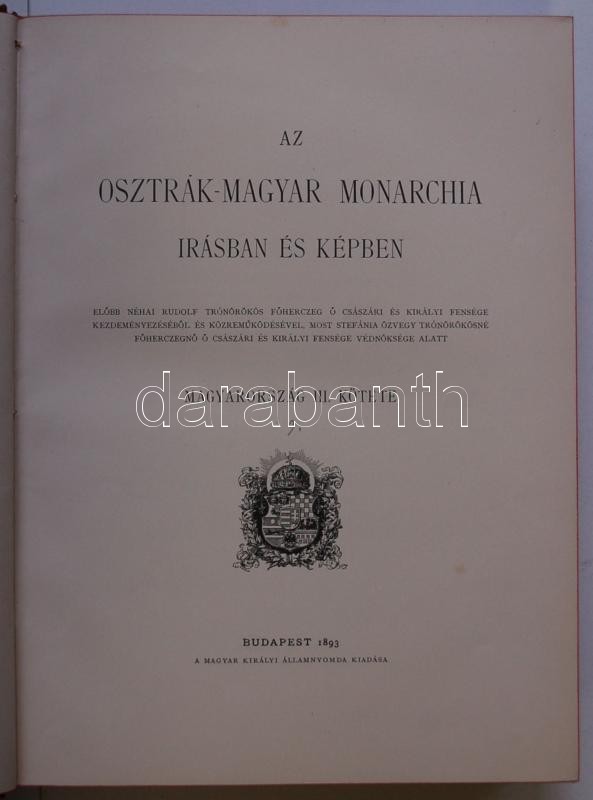 AZ
OSZTRÁK-MAGYAR MONARCHIA
IRÁSBAN ÉS KÉPBEN
ELŐBB NÉHAI RUDOLF TRÓNÖRÖKÖS FŐHERCZEG Ő CSÁSZÁRI ÉS KIRÁLYI FENSÉGE
KEZDEMÉNYEZÉSÉBŐL ÉS KÖZREMŰKÖDÉSÉVEL, MOST STEFÁNIA ÖZVEGY TRÓNÖRÖKÖSNÉ
FŐHERCZEGNŐ Ő CSÁSZÁRI ÉS KIRÁLYI FENSÉGE VÉDNÖKSÉGE ALATT
MAGYARORSZÁG III. KÖTETE
darabanth
BUDAPEST 1893
A MAGYAR KIRÁLYI ÁLLAMNYOMDA KIADÁSA